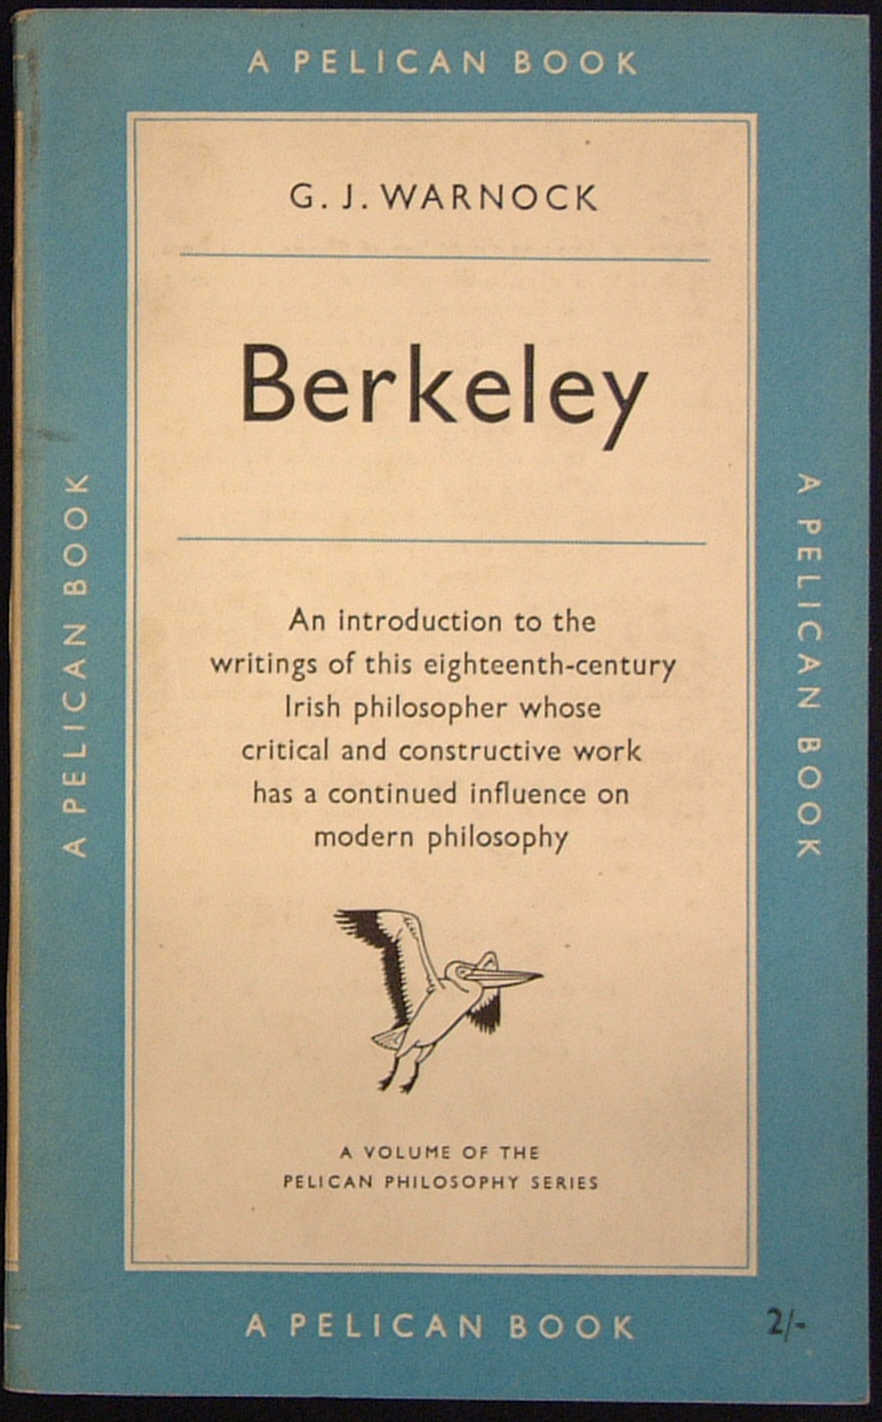 A PELICAN BOOK
G. J. WARNOCK
Berkeley
An introduction to the
writings of this eighteenth-century
Irish philosopher whose
critical and constructive work
has a continued influence on
modern philosophy
A VOLUME OF THE
PELICAN PHILOSOPHY SERIES
A PELICAN BOOK
A PELICAN BOOK
A PELICAN BOOK
2/-